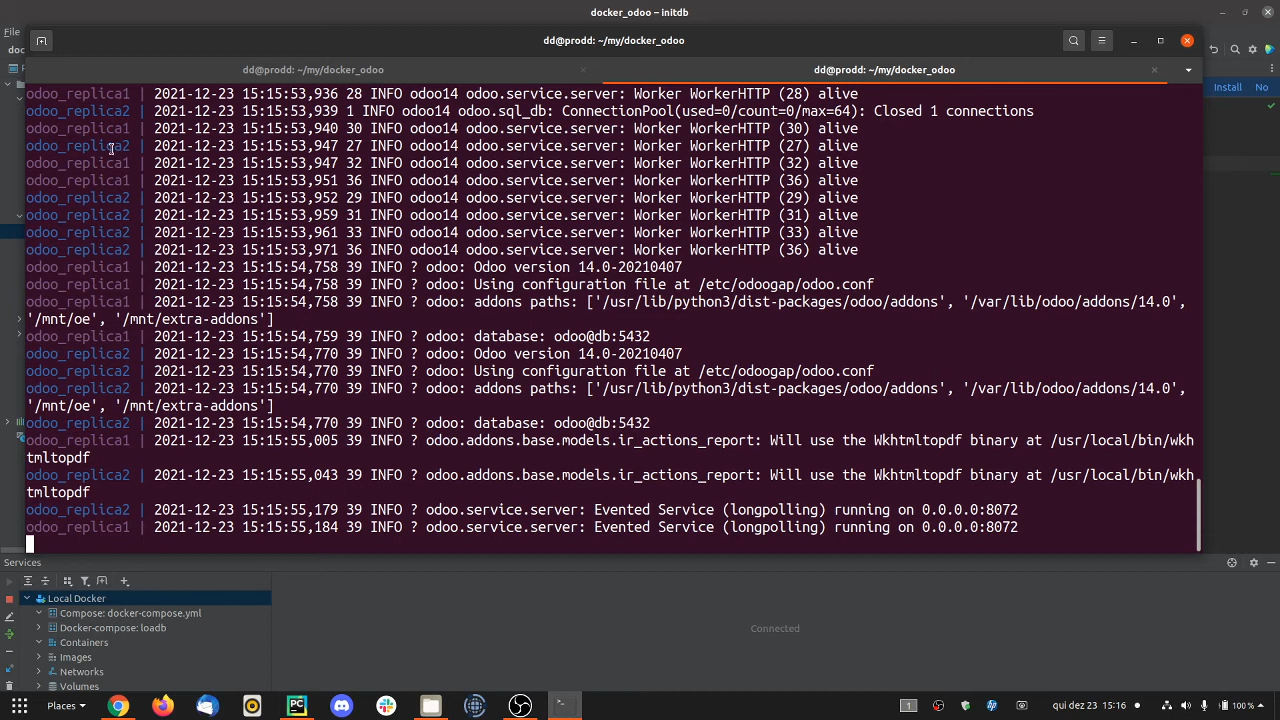 docker_odoo – initdb
File
dd@prodd: ~/my/docker_odoo
dd@prodd: ~/my/docker_odoo
dd@prodd: ~/my/docker_odoo
Install No
odoo_replica1 | 2021-12-23 15:15:53,936 28 INFO odoo14 odoo.service.server: Worker WorkerHTTP (28) alive
odoo_replica2 | 2021-12-23 15:15:53,939 1 INFO odoo14 odoo.sql_db: ConnectionPool(used=0/count=0/max=64): Closed 1 connections
odoo_replica1 | 2021-12-23 15:15:53,940 30 INFO odoo14 odoo.service.server: Worker WorkerHTTP (30) alive
odoo_replica2 | 2021-12-23 15:15:53,947 27 INFO odoo14 odoo.service.server: Worker WorkerHTTP (27) alive
odoo_replica1 | 2021-12-23 15:15:53,947 32 INFO odoo14 odoo.service.server: Worker WorkerHTTP (32) alive
odoo_replica1 | 2021-12-23 15:15:53,951 36 INFO odoo14 odoo.service.server: Worker WorkerHTTP (36) alive
odoo_replica2 | 2021-12-23 15:15:53,952 29 INFO odoo14 odoo.service.server: Worker WorkerHTTP (29) alive
odoo_replica2 | 2021-12-23 15:15:53,959 31 INFO odoo14 odoo.service.server: Worker WorkerHTTP (31) alive
odoo_replica2 | 2021-12-23 15:15:53,961 33 INFO odoo14 odoo.service.server: Worker WorkerHTTP (33) alive
odoo_replica2 | 2021-12-23 15:15:53,971 36 INFO odoo14 odoo.service.server: Worker WorkerHTTP (36) alive
odoo_replica1 | 2021-12-23 15:15:54,758 39 INFO ? odoo: Odoo version 14.0-20210407
odoo_replica1 | 2021-12-23 15:15:54,758 39 INFO ? odoo: Using configuration file at /etc/odoogap/odoo.conf
odoo_replica1 | 2021-12-23 15:15:54,758 39 INFO ? odoo: addons paths: ['/usr/lib/python3/dist-packages/odoo/addons', '/var/lib/odoo/addons/14.0',
'/mnt/oe', '/mnt/extra-addons']
odoo_replica1 | 2021-12-23 15:15:54,759 39 INFO ? odoo: database: odoo@db:5432
odoo_replica2 | 2021-12-23 15:15:54,770 39 INFO ? odoo: Odoo version 14.0-20210407
odoo_replica2 | 2021-12-23 15:15:54,770 39 INFO ? odoo: Using configuration file at /etc/odoogap/odoo.conf
odoo_replica2 | 2021-12-23 15:15:54,770 39 INFO ? odoo: addons paths: ['/usr/lib/python3/dist-packages/odoo/addons', '/var/lib/odoo/addons/14.0',
'/mnt/oe', '/mnt/extra-addons']
odoo_replica2 | 2021-12-23 15:15:54,770 39 INFO ? odoo: database: odoo@db:5432
odoo_replica1 | 2021-12-23 15:15:55,005 39 INFO ? odoo.addons.base.models.ir_actions_report: Will use the Wkhtmltopdf binary at /usr/local/bin/wkh
tmltopdf
odoo_replica2 | 2021-12-23 15:15:55,043 39 INFO ? odoo.addons.base.models.ir_actions_report: Will use the Wkhtmltopdf binary at /usr/local/bin/wkh
tmltopdf
odoo_replica2 | 2021-12-23 15:15:55,179 39 INFO ? odoo.service.server: Evented Service (longpolling) running on 0.0.0.0:8072
odoo_replica1 | 2021-12-23 15:15:55,184 39 INFO ? odoo.service.server: Evented Service (longpolling) running on 0.0.0.0:8072
Services
Local Docker
Compose: docker-compose.yml
Docker-compose: loadb
Containers
Images
Networks
Volumes
Connected
Places
1
qui dez 23 15:16
100 %